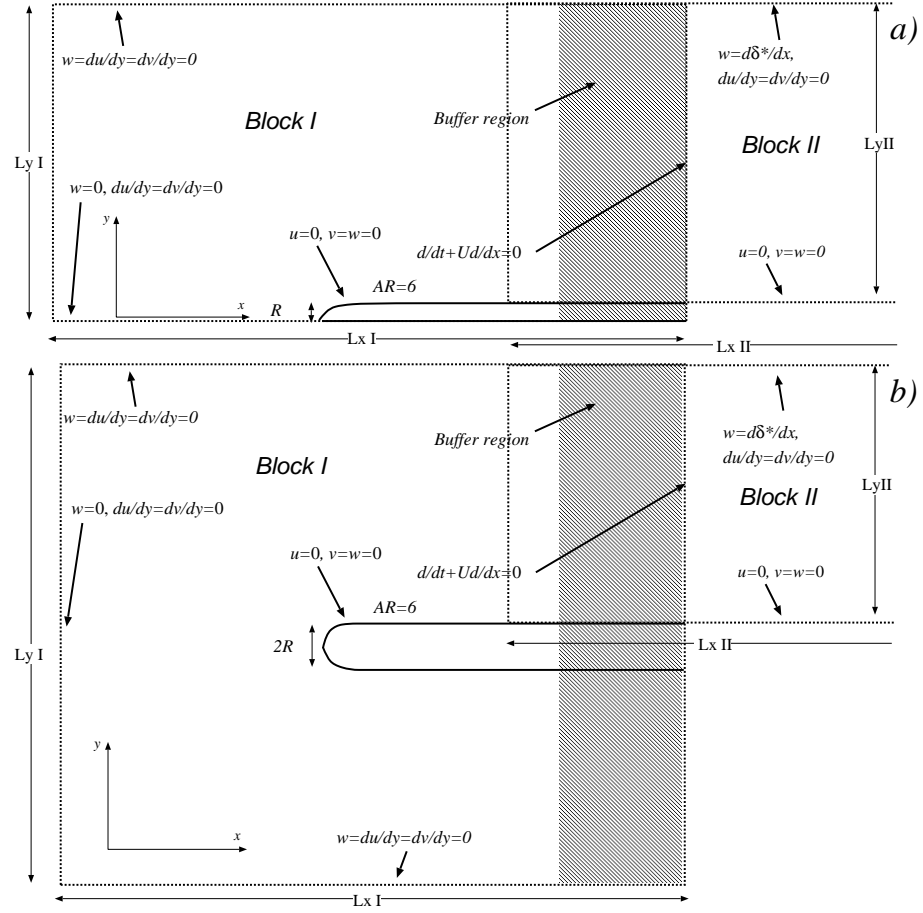 a)
w=du/dy=dv/dy=0
w=dδ*/dx,
du/dy=dv/dy=0
Block I
Buffer region
Block II
Ly I
LyII
w=0, du/dy=dv/dy=0
y
u=0, v=w=0
d/dt+Ud/dx=0
u=0, v=w=0
x
R
AR=6
Lx I
Lx II
b)
w=du/dy=dv/dy=0
w=dδ*/dx,
du/dy=dv/dy=0
Buffer region
Block I
LyII
Block II
w=0, du/dy=dv/dy=0
u=0, v=w=0
d/dt+Ud/dx=0
u=0, v=w=0
AR=6
Ly I
2R
Lx II
y
x
w=du/dy=dv/dy=0
Lx I